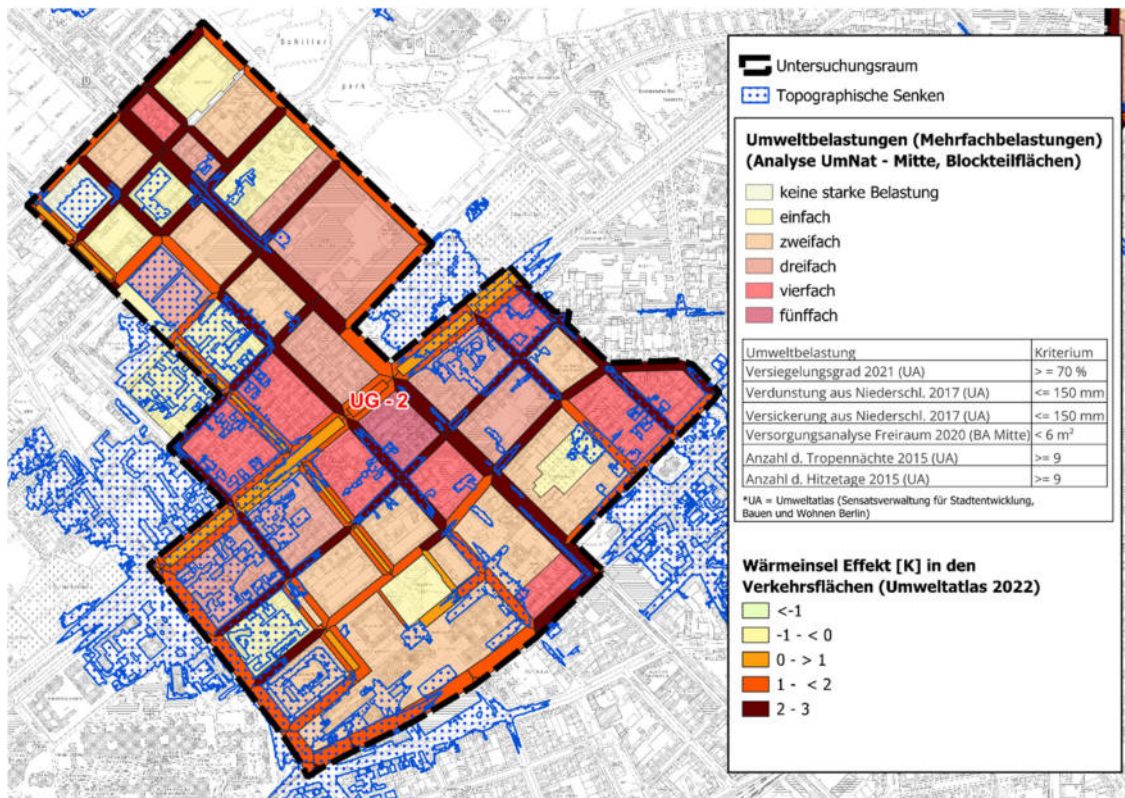 Schiller
park
UG - 2
Untersuchungsraum
Topographische Senken
Umweltbelastungen (Mehrfachbelastungen)
(Analyse UmNat - Mitte, Blockteilflächen)
keine starke Belastung
einfach
zweifach
dreifach
vierfach
fünffach
Umweltbelastung Kriterium
Versiegelungsgrad 2021 (UA) > = 70 %
Verdunstung aus Niederschl. 2017 (UA) <= 150 mm
Versickerung aus Niederschl. 2017 (UA) <= 150 mm
Versorgungsanalyse Freiraum 2020 (BA Mitte) < 6 m²
Anzahl d. Tropennächte 2015 (UA) >= 9
Anzahl d. Hitzetage 2015 (UA) >= 9
*UA = Umweltatlas (Sensatsverwaltung für Stadtentwicklung,
Bauen und Wohnen Berlin)
Wärmeinsel Effekt [K] in den
Verkehrsflächen (Umweltatlas 2022)
<-1
-1 - < 0
0 - > 1
1 - < 2
2 - 3